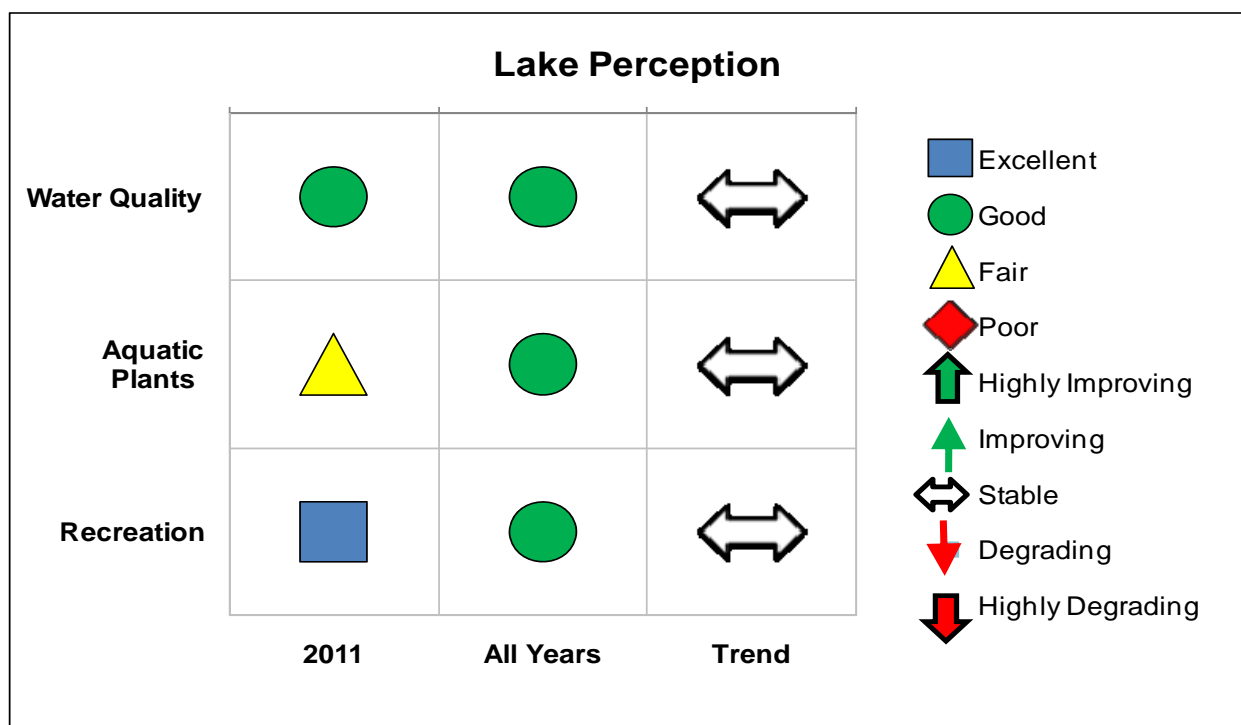 Lake Perception
Water Quality
Aquatic
Plants
Recreation
2011
All Years
Trend
Excellent
Good
Fair
Poor
Highly Improving
Improving
Stable
Degrading
Highly Degrading